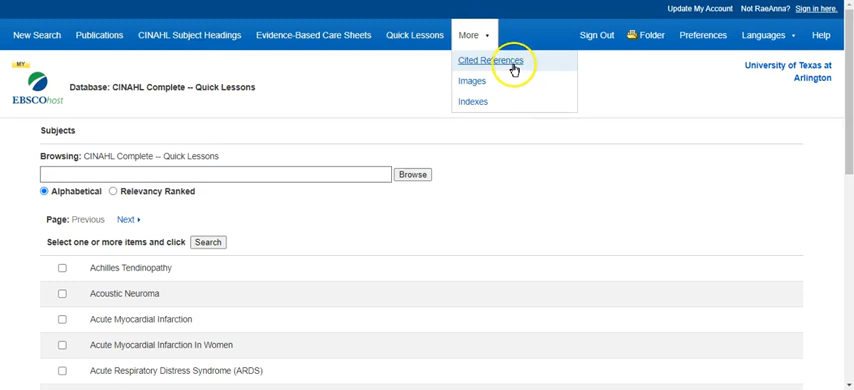 Update My Account Not RaeAnna? Sign in here.
New Search Publications CINAHL Subject Headings Evidence-Based Care Sheets Quick Lessons More Sign Out Folder Preferences Languages Help
Cited References
Images
Indexes
MY
EBSCOhost
Database: CINAHL Complete -- Quick Lessons
University of Texas at
Arlington
Subjects
Browsing: CINAHL Complete -- Quick Lessons
Browse
Alphabetical Relevancy Ranked
Page: Previous Next
Select one or more items and click Search
Achilles Tendinopathy
Acoustic Neuroma
Acute Myocardial Infarction
Acute Myocardial Infarction In Women
Acute Respiratory Distress Syndrome (ARDS)